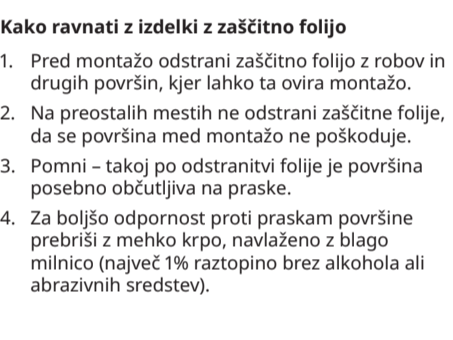 Kako ravnati z izdelki z zaščitno folijo
1. Pred montažo odstrani zaščitno folijo z robov in
drugih površin, kjer lahko ta ovira montažo.
2. Na preostalih mestih ne odstrani zaščitne folije,
da se površina med montažo ne poškoduje.
3. Pomni – takoj po odstranitvi folije je površina
posebno občutljiva na praske.
4. Za boljšo odpornost proti praskam površine
prebriši z mehko krpo, navlaženo z blago
milnico (največ 1% raztopino brez alkohola ali
abrazivnih sredstev).